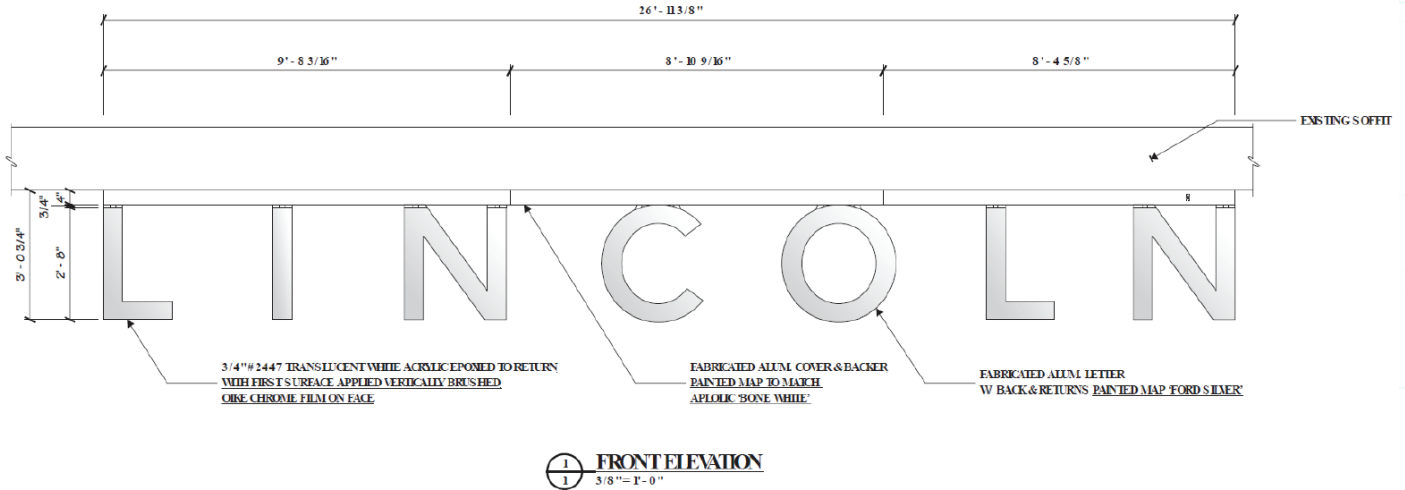 26'-11 3/8"
9'-8 3/16"
8'-10 9/16"
8'-4 5/8"
EXISTING SOFFIT
3/4"
4"
3'-0 3/4"
2'-8"
LINCOLN
3/4" #2447 TRANSLUCENT WHITE ACRYLIC EPOXIED TO RETURN
WITH FIRST SURFACE APPLIED VERTICALLY BRUSHED
CHROME FILM ON FACE
FABRICATED ALUM. COVER & BACKER
PAINTED MAP TO MATCH
APLOLIC 'BONE WHITE'
FABRICATED ALUM. LETTER
W/ BACK & RETURNS PAINTED MAP 'FORD SILVER'
1
1
FRONT ELEVATION
3/8"=1'-0"